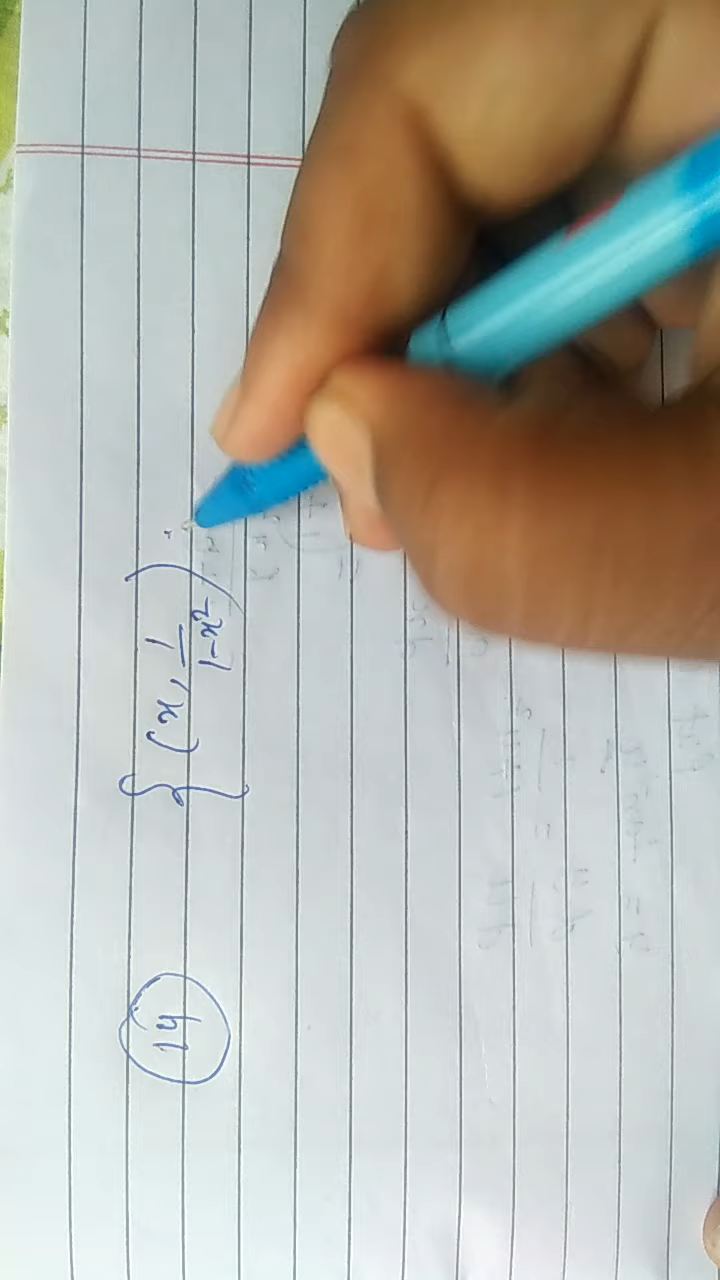 (14) { (x, 1/1-x²) :